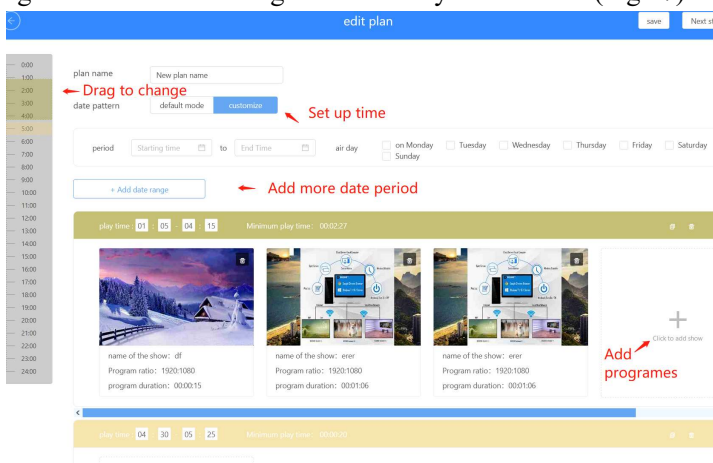 edit plan
save
Next st
0:00
1:00
2:00
3:00
4:00
5:00
6:00
7:00
8:00
9:00
10:00
11:00
12:00
13:00
14:00
15:00
16:00
17:00
18:00
19:00
20:00
21:00
22:00
23:00
24:00
plan name
New plan name
Drag to change
date pattern
default mode
customize
Set up time
period
Starting time
to
End Time
air day
on Monday
Tuesday
Wednesday
Thursday
Friday
Saturday
Sunday
+ Add date range
Add more date period
play time 01 : 05 - 04 : 15 Minimum play time: 00:02:27
name of the show: df
Program ratio: 1920:1080
program duration: 00:00:15
name of the show: erer
Program ratio: 1920:1080
program duration: 00:01:06
name of the show: erer
Program ratio: 1920:1080
program duration: 00:01:06
Click to add show
Add
programes
play time 04 30 05 25 Minimum play time: 00:00:30